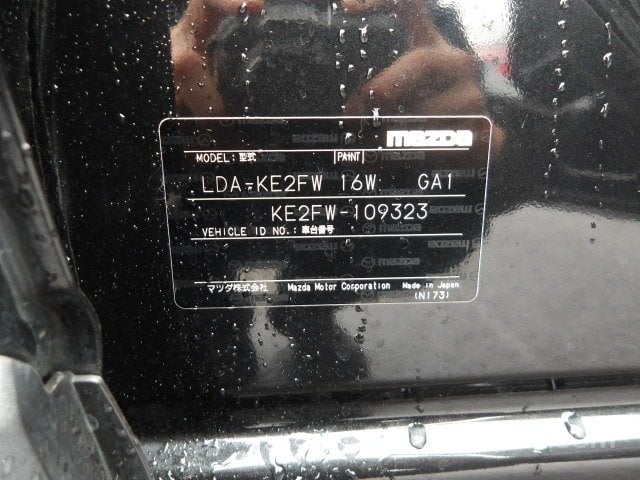 mazda
MODEL: 型式 PAINT
LDA-KE2FW 16W GA1
KE2FW-109323
VEHICLE ID NO.: 車台番号
マツダ株式会社 Mazda Motor Corporation Made in Japan
(N173)